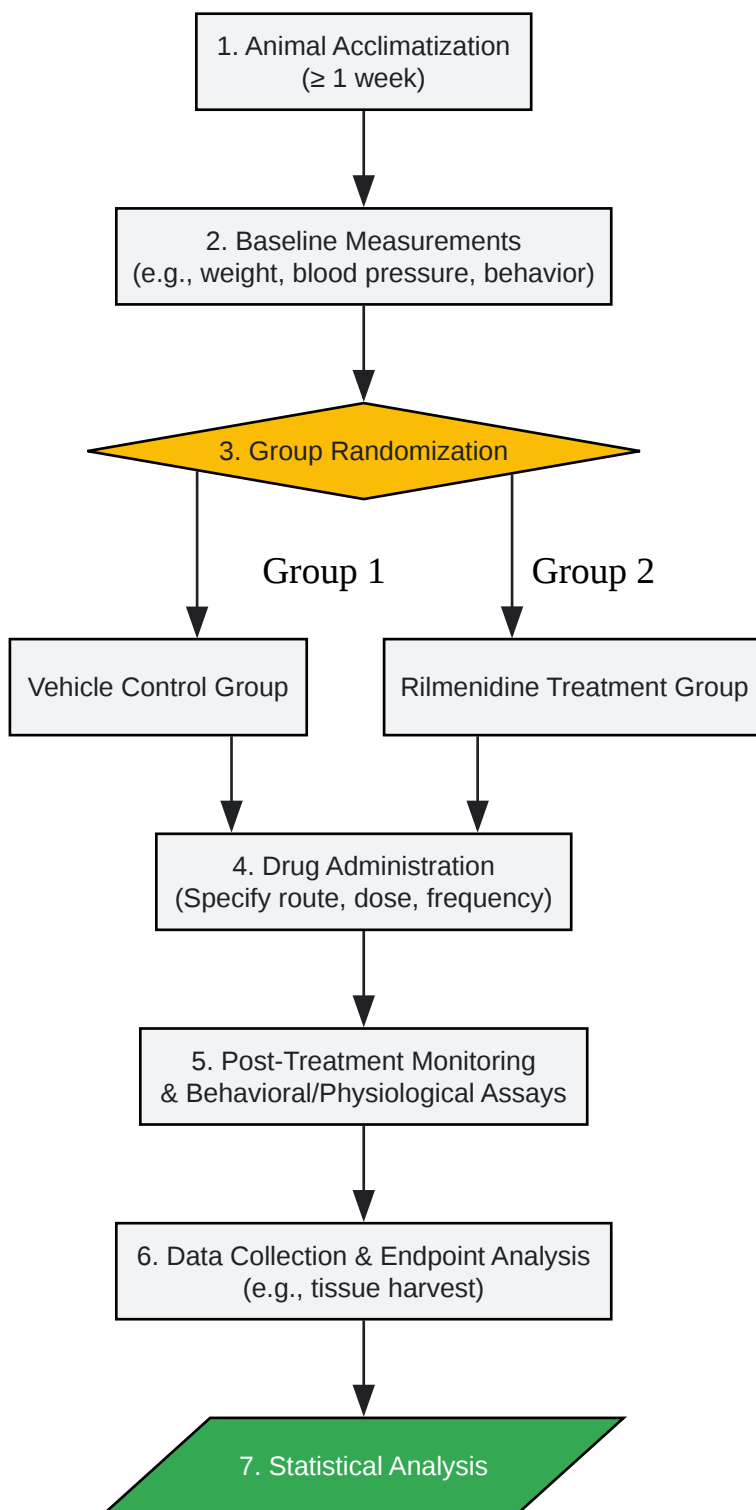 1. Animal Acclimatization
(≥ 1 week)
2. Baseline Measurements
(e.g., weight, blood pressure, behavior)
3. Group Randomization
Group 1
Group 2
Vehicle Control Group
Rilmenidine Treatment Group
4. Drug Administration
(Specify route, dose, frequency)
5. Post-Treatment Monitoring
& Behavioral/Physiological Assays
6. Data Collection & Endpoint Analysis
(e.g., tissue harvest)
7. Statistical Analysis